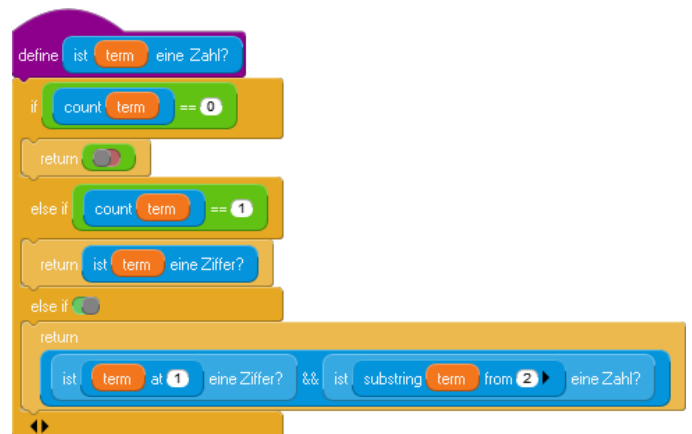 define ist term eine Zahl?
if count term == 0
return
else if count term == 1
return ist term eine Ziffer?
else if
return
ist term at 1 eine Ziffer? && ist substring term from 2 eine Zahl?